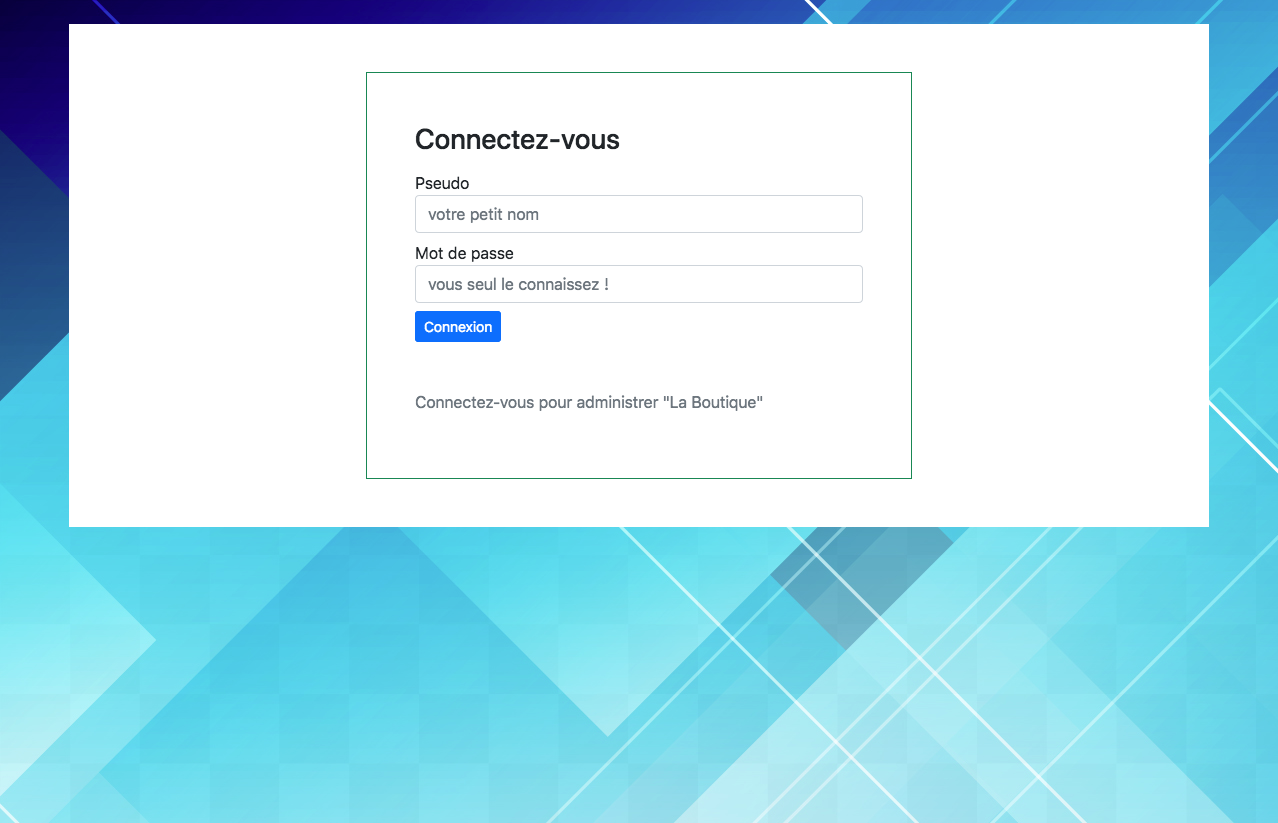 Connectez-vous
Pseudo
votre petit nom
Mot de passe
vous seul le connaissez !
Connexion
Connectez-vous pour administrer "La Boutique"